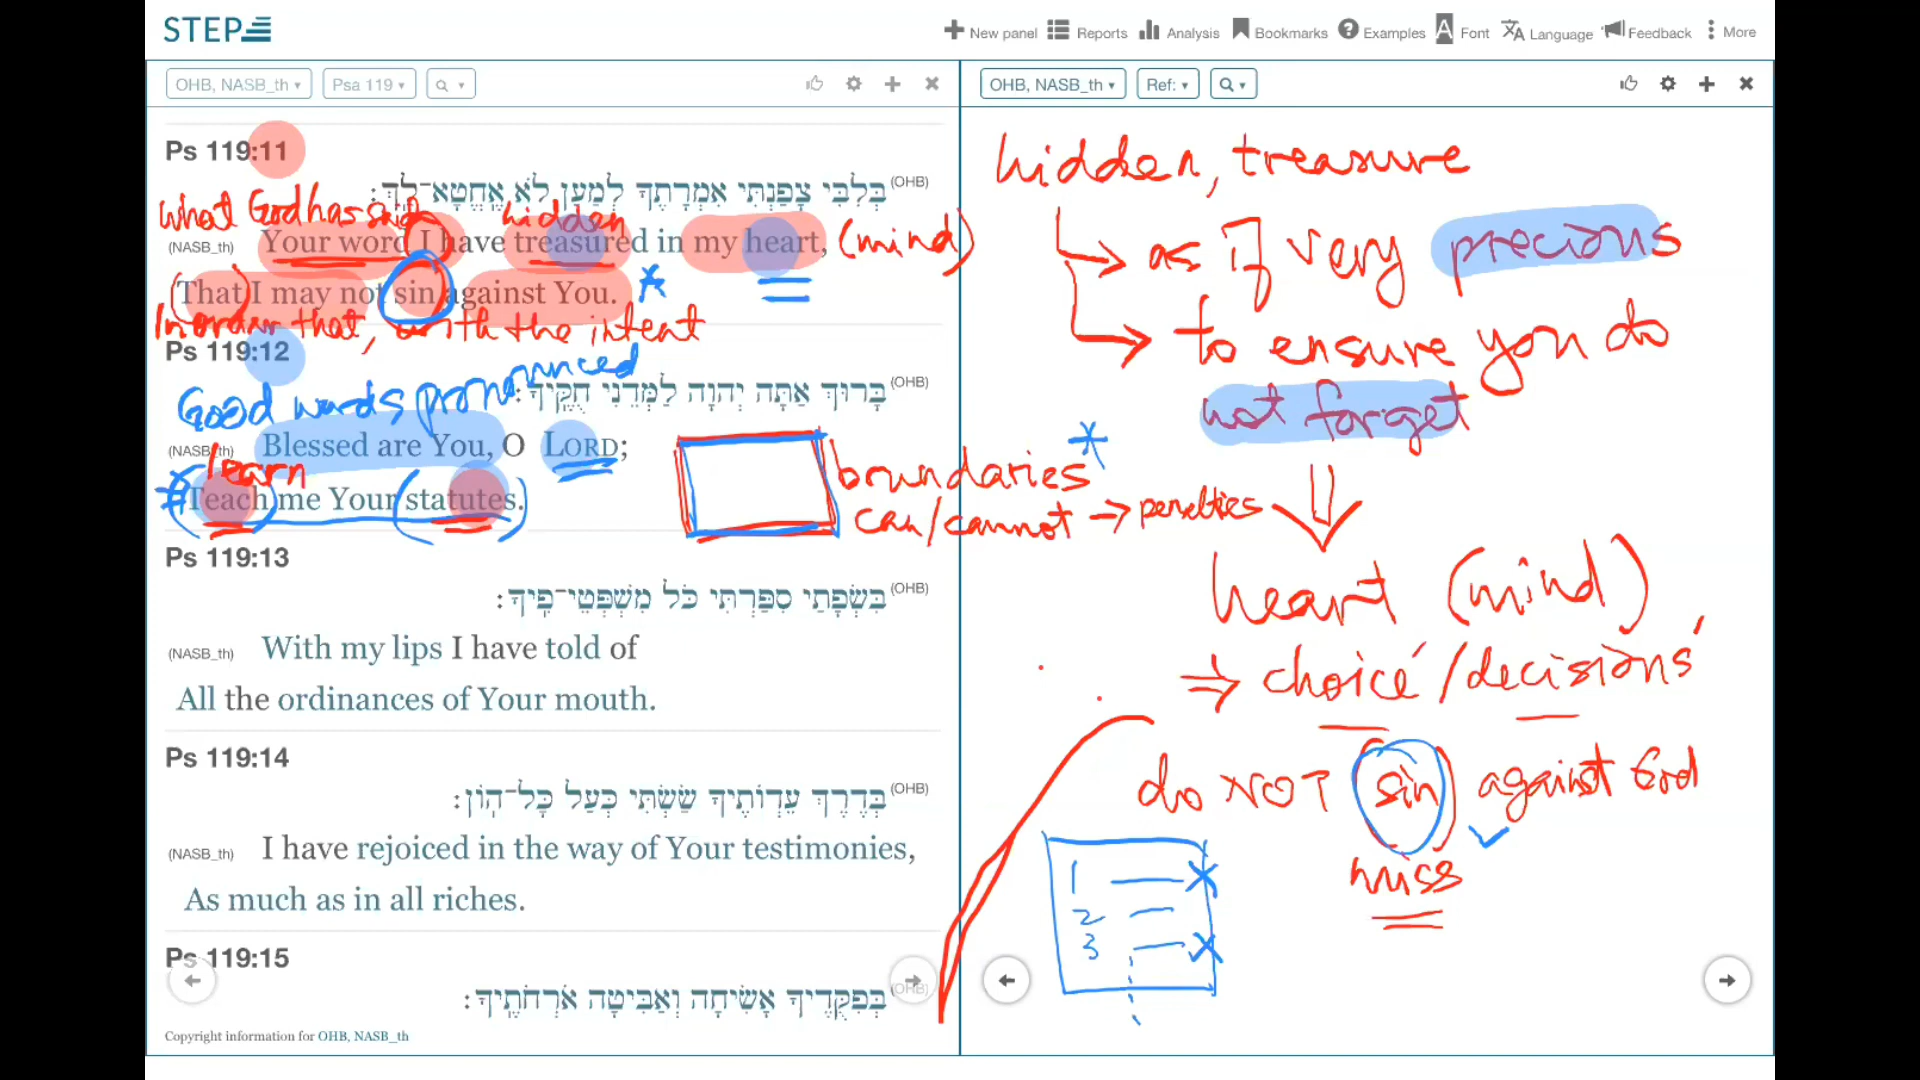 STEP
New panel Reports Analysis Bookmarks Examples Font Language Feedback More
OHB, NASB_th Psa 119
Ps 119:11
בְּלִבִּי צָפַנְתִּי אִמְרָתֶךָ לְמַעַן לֹא אֶחֱטָא־לָךְ׃ (OHB)
what God has said hidden
(NASB_th) Your word I have treasured in my heart, (mind)
That I may not sin against You.
In order that, with the intent
Ps 119:12
Good words pronounced
בָּרוּךְ אַתָּה יְהוָה לַמְּדֵנִי חֻקֶּיךָ׃ (OHB)
(NASB_th) Blessed are You, O LORD;
learn
Teach me Your statutes.
boundaries
can/cannot → penalties
Ps 119:13
בִּשְׂפָתַי סִפַּרְתִּי כֹּל מִשְׁפְּטֵי־פִיךָ׃ (OHB)
(NASB_th) With my lips I have told of
All the ordinances of Your mouth.
Ps 119:14
בְּדֶרֶךְ עֵדְוֺתֶיךָ שַׂשְׂתִּי כְּעַל כָּל־הוֹן׃ (OHB)
(NASB_th) I have rejoiced in the way of Your testimonies,
As much as in all riches.
Ps 119:15
בְּפִקֻּדֶיךָ אָשִׂיחָה וְאַבִּיטָה אֹרְחֹתֶיךָ׃ (OHB)
Copyright information for OHB, NASB_th
OHB, NASB_th Ref:
hidden, treasure
as if very precious
to ensure you do
not forget
heart (mind)
⇒ choice / decisions
do NOT sin against God
miss
1
2
3